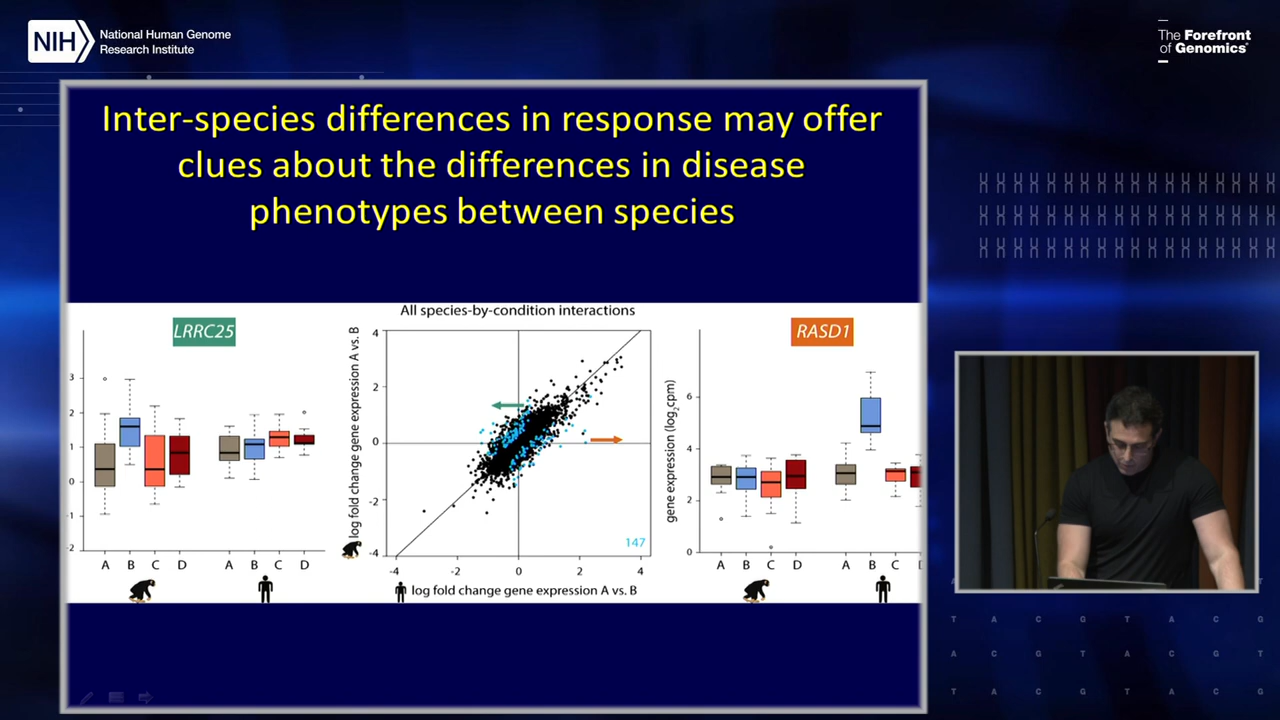 NIH
National Human Genome
Research Institute
The Forefront
of Genomics®
Inter-species differences in response may offer
clues about the differences in disease
phenotypes between species
LRRC25
3
2
1
0
-1
-2
A B C D A B C D
All species-by-condition interactions
log fold change gene expression A vs. B
4
2
0
-2
-4
147
-4 -2 0 2 4
log fold change gene expression A vs. B
RASD1
gene expression (log2cpm)
6
4
2
0
A B C D A B C
T A C G T A C G
A C G T A C G T
T A C G T A C G